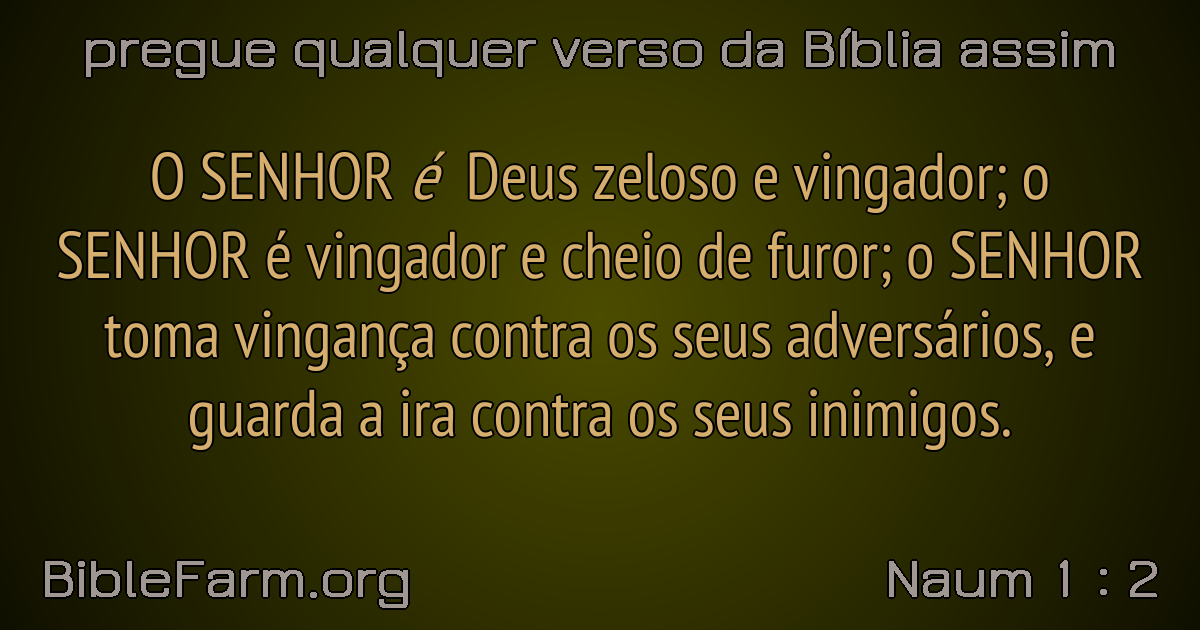 pregue qualquer verso da Bíblia assim
O SENHOR é Deus zeloso e vingador; o
SENHOR é vingador e cheio de furor; o SENHOR
toma vingança contra os seus adversários, e
guarda a ira contra os seus inimigos.
BibleFarm.org
Naum 1 : 2